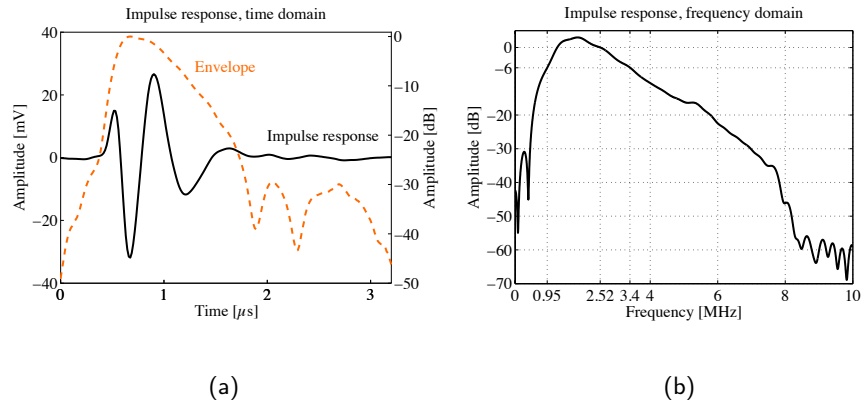 Impulse response, time domain
40
20
0
−20
−40
Amplitude [mV]
0
−10
−20
−30
−40
−50
Amplitude [dB]
Envelope
Impulse response
0
1
2
3
Time [µs]
(a)
Impulse response, frequency domain
0
−6
−20
−30
−40
−50
−60
−70
Amplitude [dB]
0
0.95
2.52
3.4
4
6
8
10
Frequency [MHz]
(b)